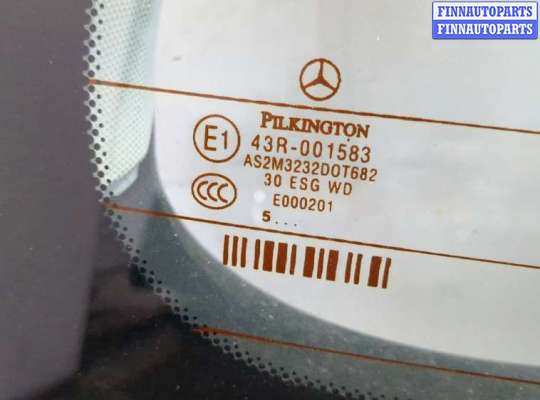 FINNAUTOPARTS
FINNAUTOPARTS
PILKINGTON
E1
43R-001583
AS2M3232DOT682
30 ESG WD
CCC
E000201
5...